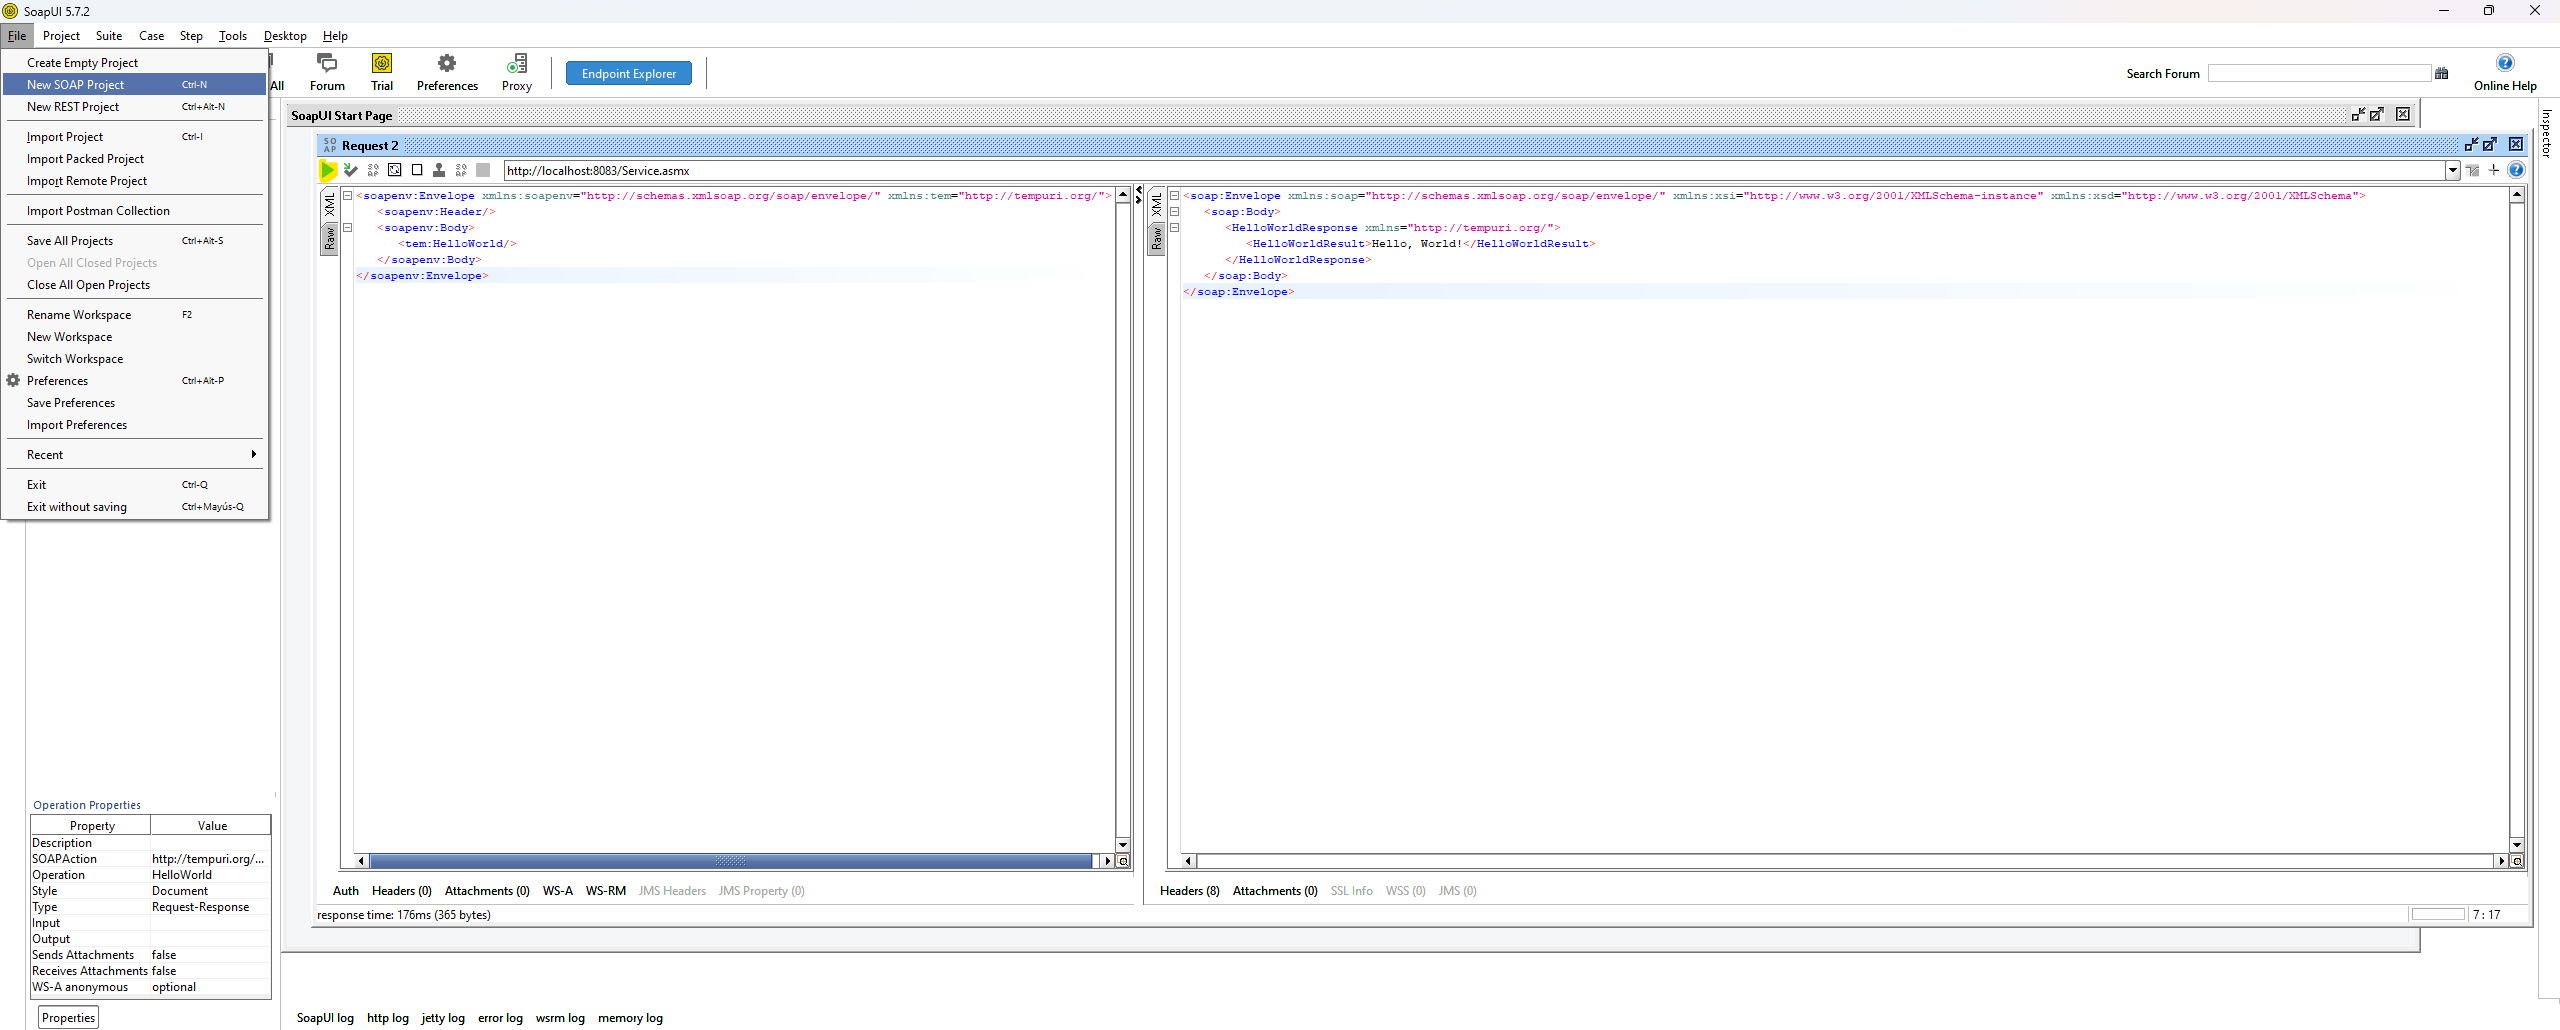 SoapUI 5.7.2
File Project Suite Case Step Tools Desktop Help
Create Empty Project
New SOAP Project Ctrl-N
New REST Project Ctrl+Alt-N
Import Project Ctrl-I
Import Packed Project
Import Remote Project
Import Postman Collection
Save All Projects Ctrl+Alt-S
Open All Closed Projects
Close All Open Projects
Rename Workspace F2
New Workspace
Switch Workspace
Preferences Ctrl+Alt-P
Save Preferences
Import Preferences
Recent
Exit Ctrl-Q
Exit without saving Ctrl+Mayús-Q
All Forum Trial Preferences Proxy Endpoint Explorer
Search Forum Online Help
SoapUI Start Page
Inspector
SOAP Request 2
http://localhost:8083/Service.asmx
XML
Raw
<soapenv:Envelope xmlns:soapenv="http://schemas.xmlsoap.org/soap/envelope/" xmlns:tem="http://tempuri.org/">
<soapenv:Header/>
<soapenv:Body>
<tem:HelloWorld/>
</soapenv:Body>
</soapenv:Envelope>
XML
Raw
<soap:Envelope xmlns:soap="http://schemas.xmlsoap.org/soap/envelope/" xmlns:xsi="http://www.w3.org/2001/XMLSchema-instance" xmlns:xsd="http://www.w3.org/2001/XMLSchema">
<soap:Body>
<HelloWorldResponse xmlns="http://tempuri.org/">
<HelloWorldResult>Hello, World!</HelloWorldResult>
</HelloWorldResponse>
</soap:Body>
</soap:Envelope>
Auth Headers (0) Attachments (0) WS-A WS-RM JMS Headers JMS Property (0)
Headers (8) Attachments (0) SSL Info WSS (0) JMS (0)
response time: 176ms (365 bytes)
7 : 17
Operation Properties
Property Value
Description
SOAPAction http://tempuri.org/...
Operation HelloWorld
Style Document
Type Request-Response
Input
Output
Sends Attachments false
Receives Attachments false
WS-A anonymous optional
Properties
SoapUI log http log jetty log error log wsrm log memory log